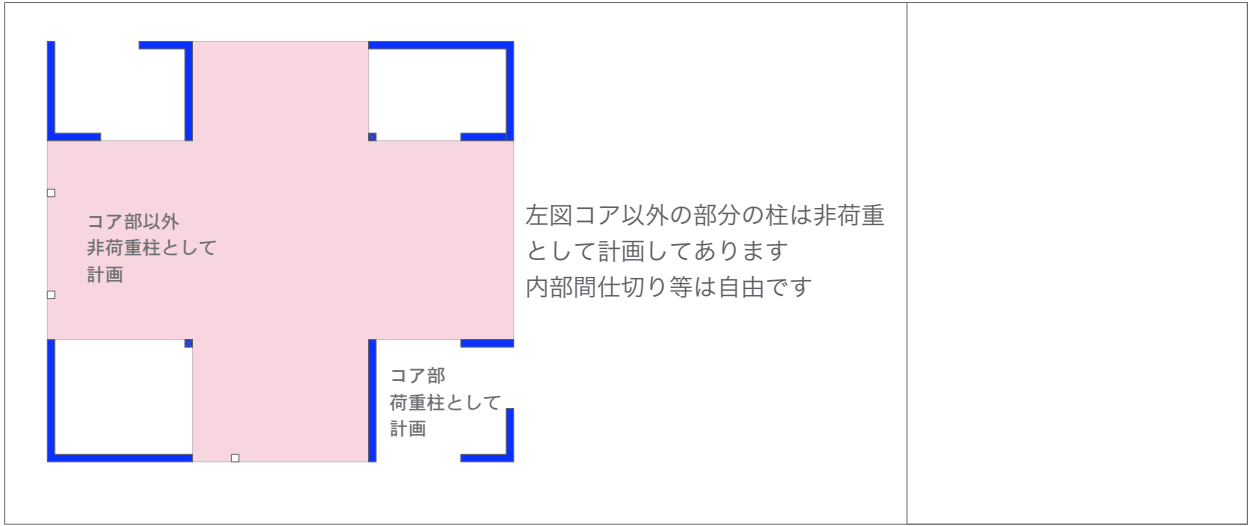 コア部以外
非荷重柱として
計画
左図コア以外の部分の柱は非荷重
として計画してあります
内部間仕切り等は自由です
コア部
荷重柱として
計画